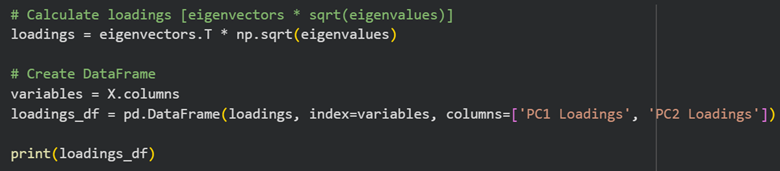 # Calculate loadings [eigenvectors * sqrt(eigenvalues)]
loadings = eigenvectors.T * np.sqrt(eigenvalues)
# Create DataFrame
variables = X.columns
loadings_df = pd.DataFrame(loadings, index=variables, columns=['PC1 Loadings', 'PC2 Loadings'])
print(loadings_df)